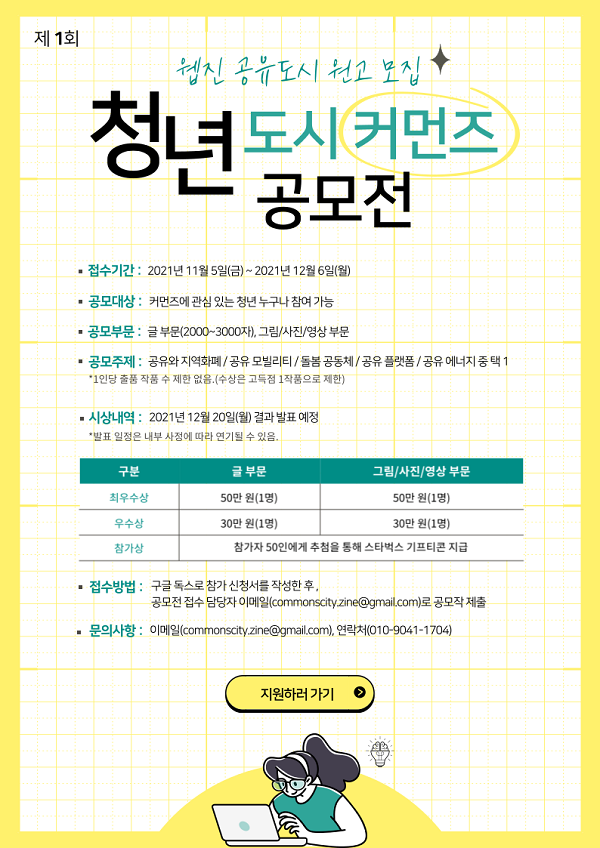 제 1회
웹진 공유도시 원고 모집
청년 도시 커먼즈
공모전
접수기간 : 2021년 11월 5일(금) ~ 2021년 12월 6일(월)
공모대상 : 커먼즈에 관심 있는 청년 누구나 참여 가능
공모부문 : 글 부문(2000~3000자), 그림/사진/영상 부문
공모주제 : 공유와 지역화폐 / 공유 모빌리티 / 돌봄 공동체 / 공유 플랫폼 / 공유 에너지 중 택 1
*1인당 출품 작품 수 제한 없음.(수상은 고득점 1작품으로 제한)
시상내역 : 2021년 12월 20일(월) 결과 발표 예정
*발표 일정은 내부 사정에 따라 연기될 수 있음.
구분 글 부문 그림/사진/영상 부문
최우수상 50만 원(1명) 50만 원(1명)
우수상 30만 원(1명) 30만 원(1명)
참가상 참가자 50인에게 추첨을 통해 스타벅스 기프티콘 지급
접수방법 : 구글 독스로 참가 신청서를 작성한 후 ,
공모전 접수 담당자 이메일(commonscity.zine@gmail.com)로 공모작 제출
문의사항 : 이메일(commonscity.zine@gmail.com), 연락처(010-9041-1704)
지원하러 가기